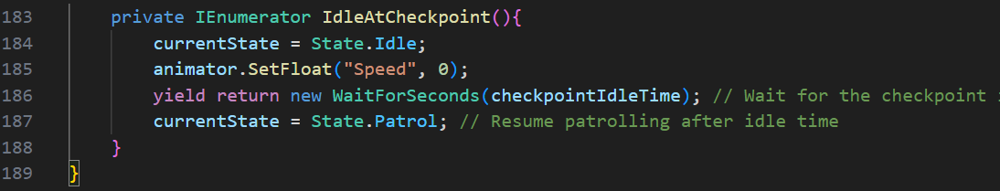 183 private IEnumerator IdleAtCheckpoint(){
184 currentState = State.Idle;
185 animator.SetFloat("Speed", 0);
186 yield return new WaitForSeconds(checkpointIdleTime); // Wait for the checkpoint
187 currentState = State.Patrol; // Resume patrolling after idle time
188 }
189 }